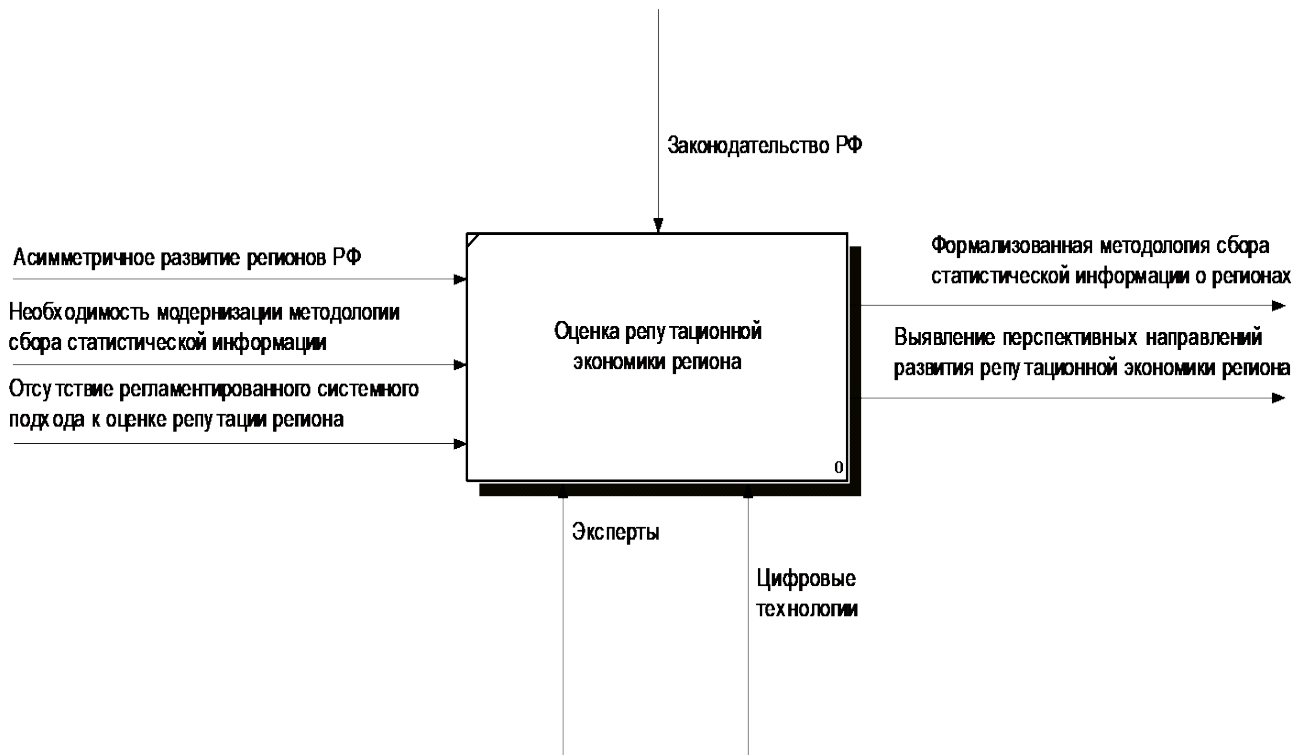 Законодательство РФ
Асимметричное развитие регионов РФ
Необходимость модернизации методологии
сбора статистической информации
Отсутствие регламентированного системного
подхода к оценке репутации региона
Оценка репутационной
экономики региона
0
Формализованная методология сбора
статистической информации о регионах
Выявление перспективных направлений
развития репутационной экономики региона
Эксперты
Цифровые
технологии